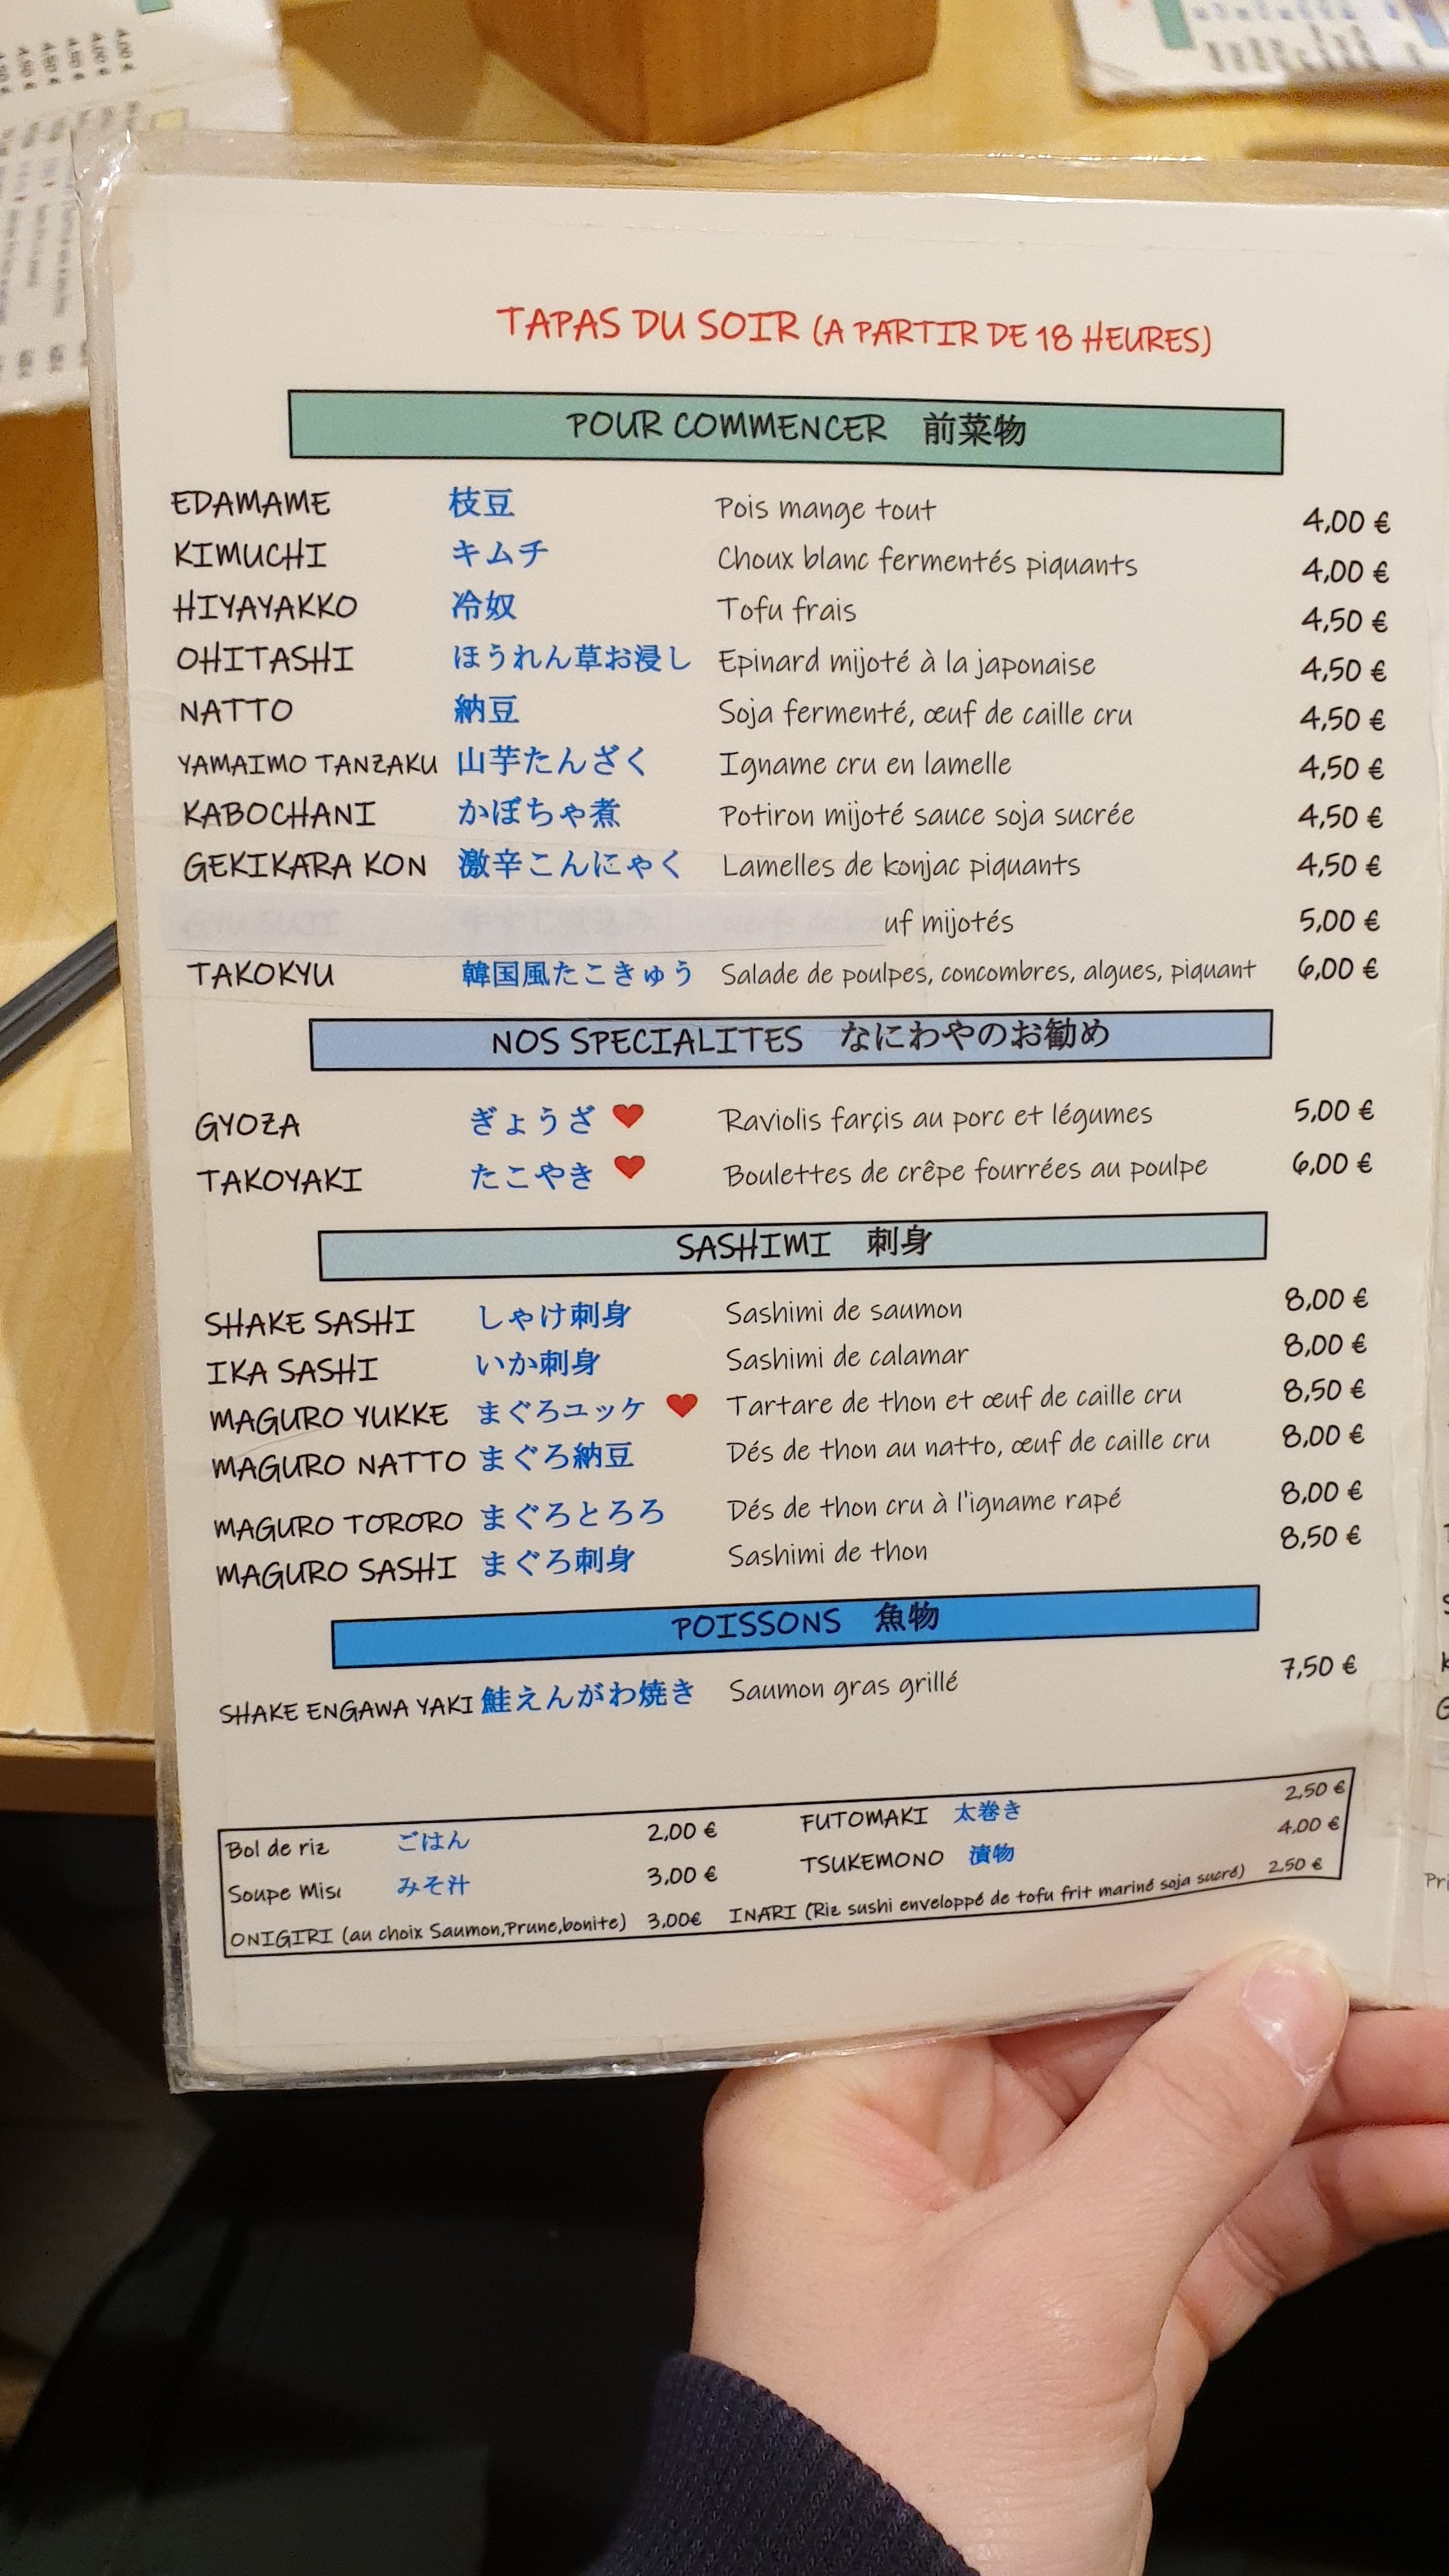 TAPAS DU SOIR (A PARTIR DE 18 HEURES)
POUR COMMENCER 前菜物
EDAMAME 枝豆 Pois mange tout 4,00 €
KIMUCHI キムチ Choux blanc fermentés piquants 4,00 €
HIYAYAKKO 冷奴 Tofu frais 4,50 €
OHITASHI ほうれん草お浸し Epinard mijoté à la japonaise 4,50 €
NATTO 納豆 Soja fermenté, œuf de caille cru 4,50 €
YAMAIMO TANZAKU 山芋たんざく Igname cru en lamelle 4,50 €
KABOCHANI かぼちゃ煮 Potiron mijoté sauce soja sucrée 4,50 €
GEKIKARA KON 激辛こんにゃく Lamelles de konjac piquants 4,50 €
uf mijotés 5,00 €
TAKOKYU 韓国風たこきゅう Salade de poulpes, concombres, algues, piquant 6,00 €
NOS SPECIALITES なにわやのお勧め
GYOZA ぎょうざ ♥ Raviolis farçis au porc et légumes 5,00 €
TAKOYAKI たこやき ♥ Boulettes de crêpe fourrées au poulpe 6,00 €
SASHIMI 刺身
SHAKE SASHI しゃけ刺身 Sashimi de saumon 8,00 €
IKA SASHI いか刺身 Sashimi de calamar 8,00 €
MAGURO YUKKE まぐろユッケ ♥ Tartare de thon et œuf de caille cru 8,50 €
MAGURO NATTO まぐろ納豆 Dés de thon au natto, œuf de caille cru 8,00 €
MAGURO TORORO まぐろとろろ Dés de thon cru à l'igname rapé 8,00 €
MAGURO SASHI まぐろ刺身 Sashimi de thon 8,50 €
POISSONS 魚物
SHAKE ENGAWA YAKI 鮭えんがわ焼き Saumon gras grillé 7,50 €
Bol de riz ごはん 2,00 € FUTOMAKI 太巻き 2,50 €
Soupe Miso みそ汁 3,00 € TSUKEMONO 漬物 4,00 €
ONIGIRI (au choix Saumon,Prune,bonite) 3,00€ INARI (Riz sushi enveloppé de tofu frit mariné soja sucré) 2,50 €